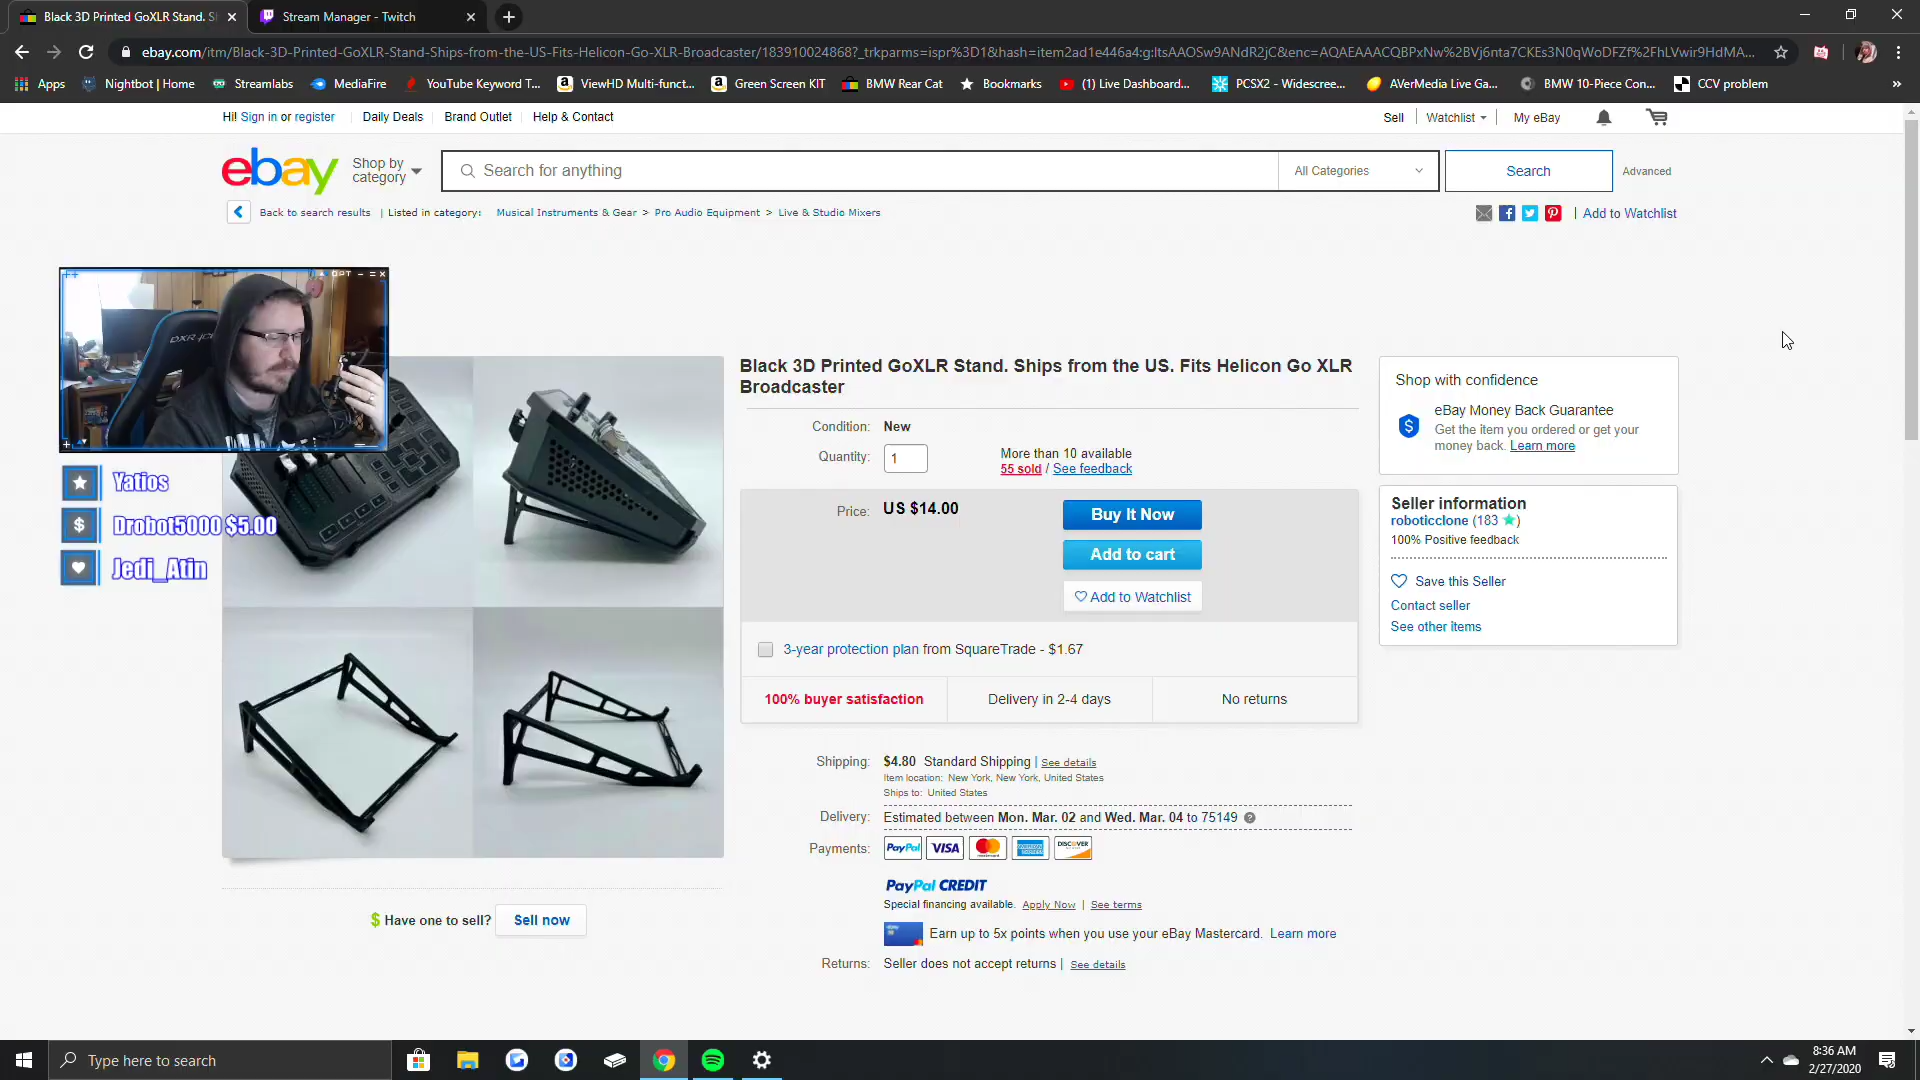 Black 3D Printed GoXLR Stand. S
Stream Manager - Twitch
ebay.com/itm/Black-3D-Printed-GoXLR-Stand-Ships-from-the-US-Fits-Helicon-Go-XLR-Broadcaster/183910024868?_trkparms=ispr%3D1&hash=item2ad1e446a4:g:ltsAAOSw9ANdR2jC&enc=AQAEAAACQBPxNw%2BVj6nta7CKEs3N0qWoDFZf%2FhLVwir9HdMA...
Apps Nightbot | Home Streamlabs MediaFire YouTube Keyword T... ViewHD Multi-funct... Green Screen KIT BMW Rear Cat Bookmarks (1) Live Dashboard... PCSX2 - Widescree... AVerMedia Live Ga... BMW 10-Piece Con... CCV problem »
Hi! Sign in or register Daily Deals Brand Outlet Help & Contact Sell Watchlist My eBay
ebay Shop by category Search for anything All Categories Search Advanced
Back to search results | Listed in category: Musical Instruments & Gear > Pro Audio Equipment > Live & Studio Mixers | Add to Watchlist
OPT
DXRACER
Yatios
Drobot5000 $5.00
Jedi_Atin
Black 3D Printed GoXLR Stand. Ships from the US. Fits Helicon Go XLR
Broadcaster
Condition: New
Quantity: 1 More than 10 available
55 sold / See feedback
Price: US $14.00 Buy It Now
Add to cart
Add to Watchlist
3-year protection plan from SquareTrade - $1.67
100% buyer satisfaction Delivery in 2-4 days No returns
Shipping: $4.80 Standard Shipping | See details
Item location: New York, New York, United States
Ships to: United States
Delivery: Estimated between Mon. Mar. 02 and Wed. Mar. 04 to 75149
Payments: PayPal VISA MasterCard AMERICAN EXPRESS DISCOVER
PayPal CREDIT
Special financing available. Apply Now | See terms
Earn up to 5x points when you use your eBay Mastercard. Learn more
Returns: Seller does not accept returns | See details
$ Have one to sell? Sell now
Shop with confidence
eBay Money Back Guarantee
Get the item you ordered or get your
money back. Learn more
Seller information
roboticclone (183 ★)
100% Positive feedback
Save this Seller
Contact seller
See other items
Type here to search
8:36 AM
2/27/2020